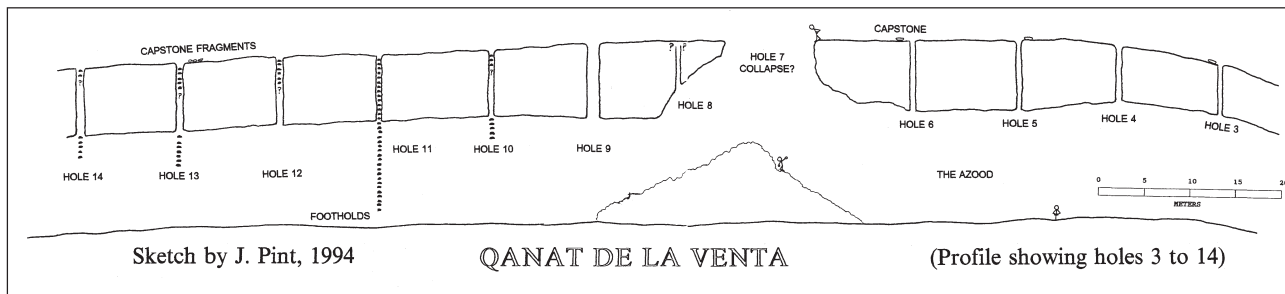 CAPSTONE FRAGMENTS
?
?
?
?
? ?
HOLE 7
COLLAPSE?
CAPSTONE
HOLE 8
HOLE 6
HOLE 5
HOLE 4
HOLE 3
HOLE 14
HOLE 13
HOLE 12
HOLE 11
HOLE 10
HOLE 9
THE AZOOD
0 5 10 15 20
METERS
FOOTHOLDS
Sketch by J. Pint, 1994
QANAT DE LA VENTA
(Profile showing holes 3 to 14)